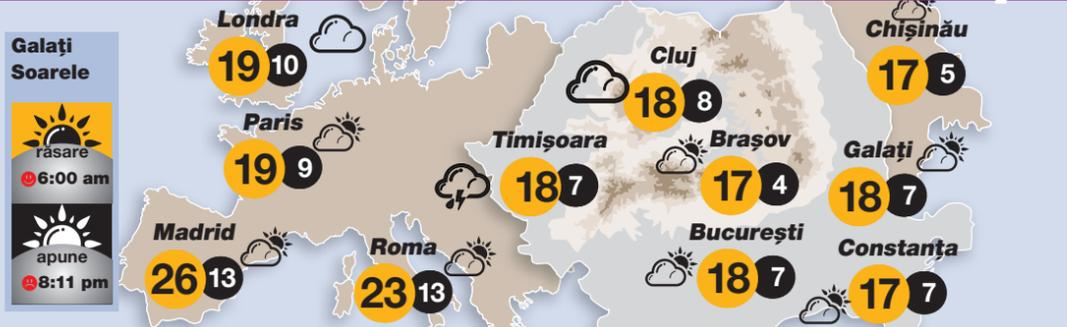 Galați
Soarele
răsare
6:00 am
apune
8:11 pm
Londra
19 10
Paris
19 9
Madrid
26 13
Roma
23 13
Cluj
18 8
Timișoara
18 7
Brașov
17 4
București
18 7
Chișinău
17 5
Galați
18 7
Constanța
17 7